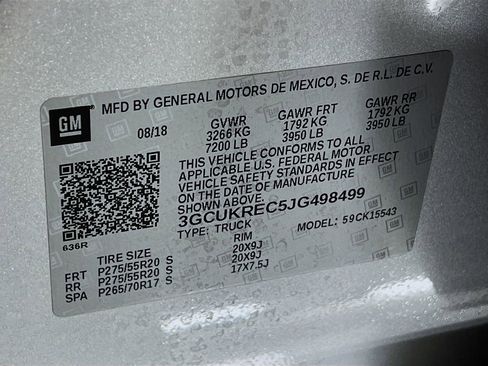 GM
MFD BY GENERAL MOTORS DE MEXICO, S. DE R.L. DE C.V.
08/18 GVWR GAWR FRT GAWR RR
3266 KG 1792 KG 1792 KG
7200 LB 3950 LB 3950 LB
THIS VEHICLE CONFORMS TO ALL
APPLICABLE U.S. FEDERAL MOTOR
VEHICLE SAFETY STANDARDS IN EFFECT
ON THE DATE OF MANUFACTURE SHOWN ABOVE.
3GCUKREC5JG498499
TYPE: TRUCK MODEL: 59CK15543
636R
TIRE SIZE RIM
FRT P275/55R20 S 20X9J
RR P275/55R20 S 20X9J
SPA P265/70R17 S 17X7.5J